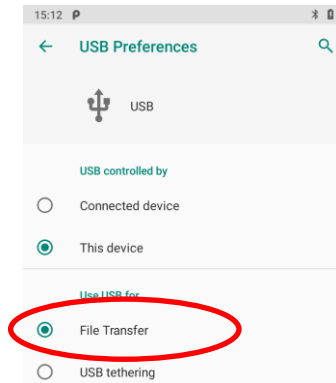 15:12 P
USB Preferences
USB
USB controlled by
Connected device
This device
Use USB for
File Transfer
USB tethering